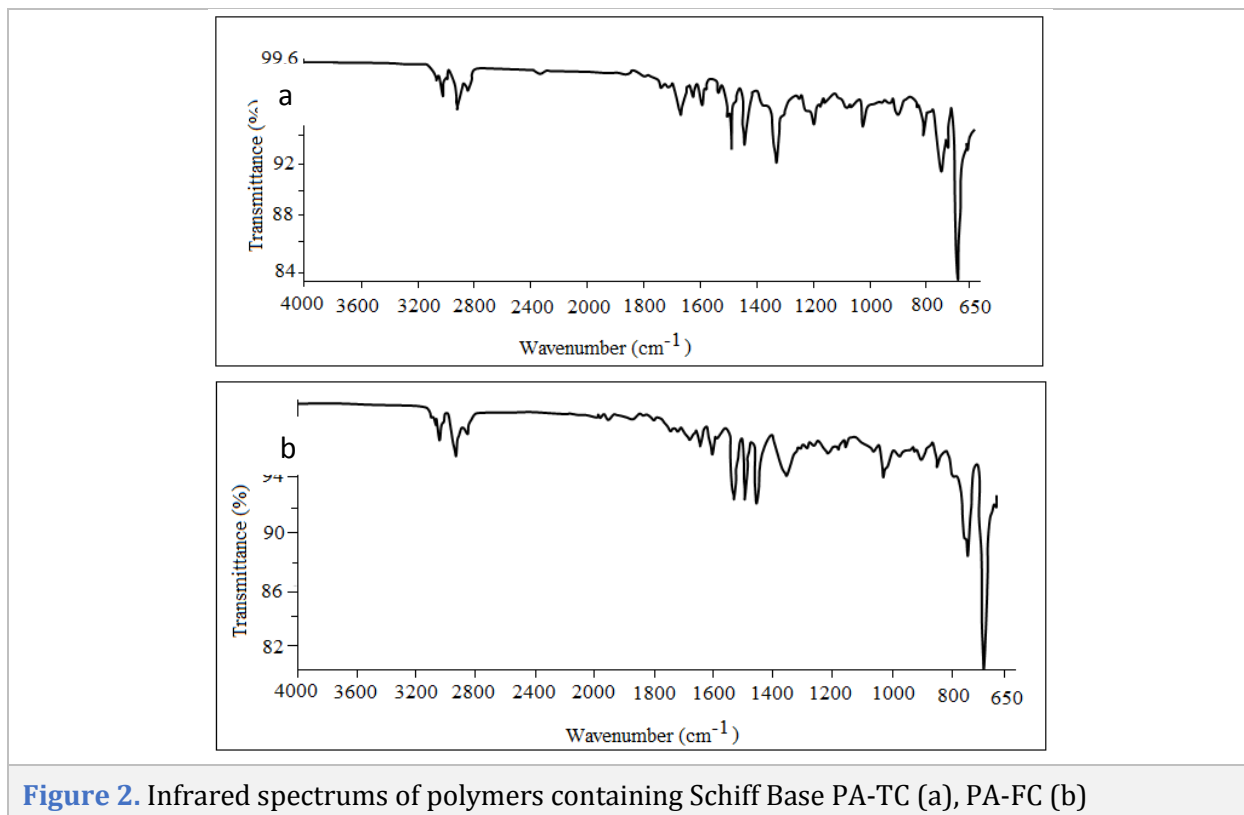 99.6
a
92
88
84
Transmittance (%)
4000 3600 3200 2800 2400 2000 1800 1600 1400 1200 1000 800 650
Wavenumber (cm-1)
b
94
90
86
82
Transmittance (%)
4000 3600 3200 2800 2400 2000 1800 1600 1400 1200 1000 800 650
Wavenumber (cm-1)
Figure 2. Infrared spectrums of polymers containing Schiff Base PA-TC (a), PA-FC (b)